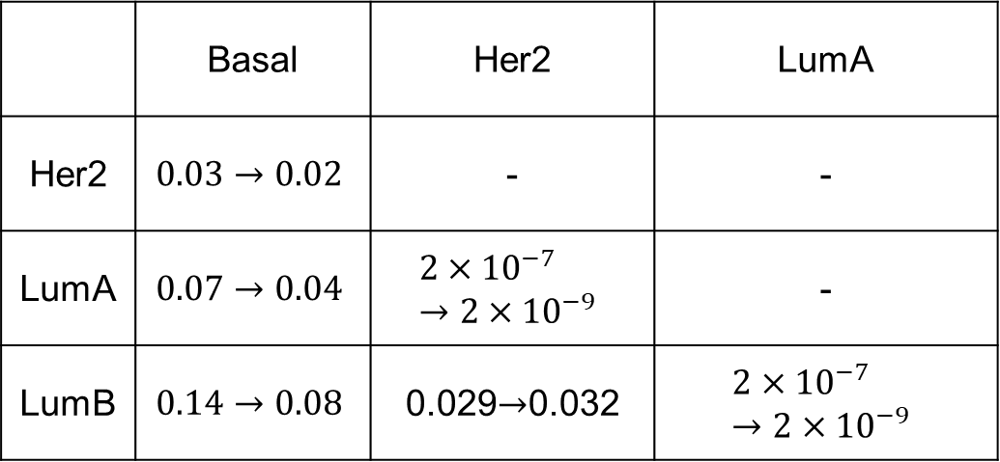 Basal Her2 LumA
Her2 0.03 → 0.02 - -
LumA 0.07 → 0.04 2 × 10⁻⁷ -
→ 2 × 10⁻⁹
LumB 0.14 → 0.08 0.029→0.032 2 × 10⁻⁷
→ 2 × 10⁻⁹